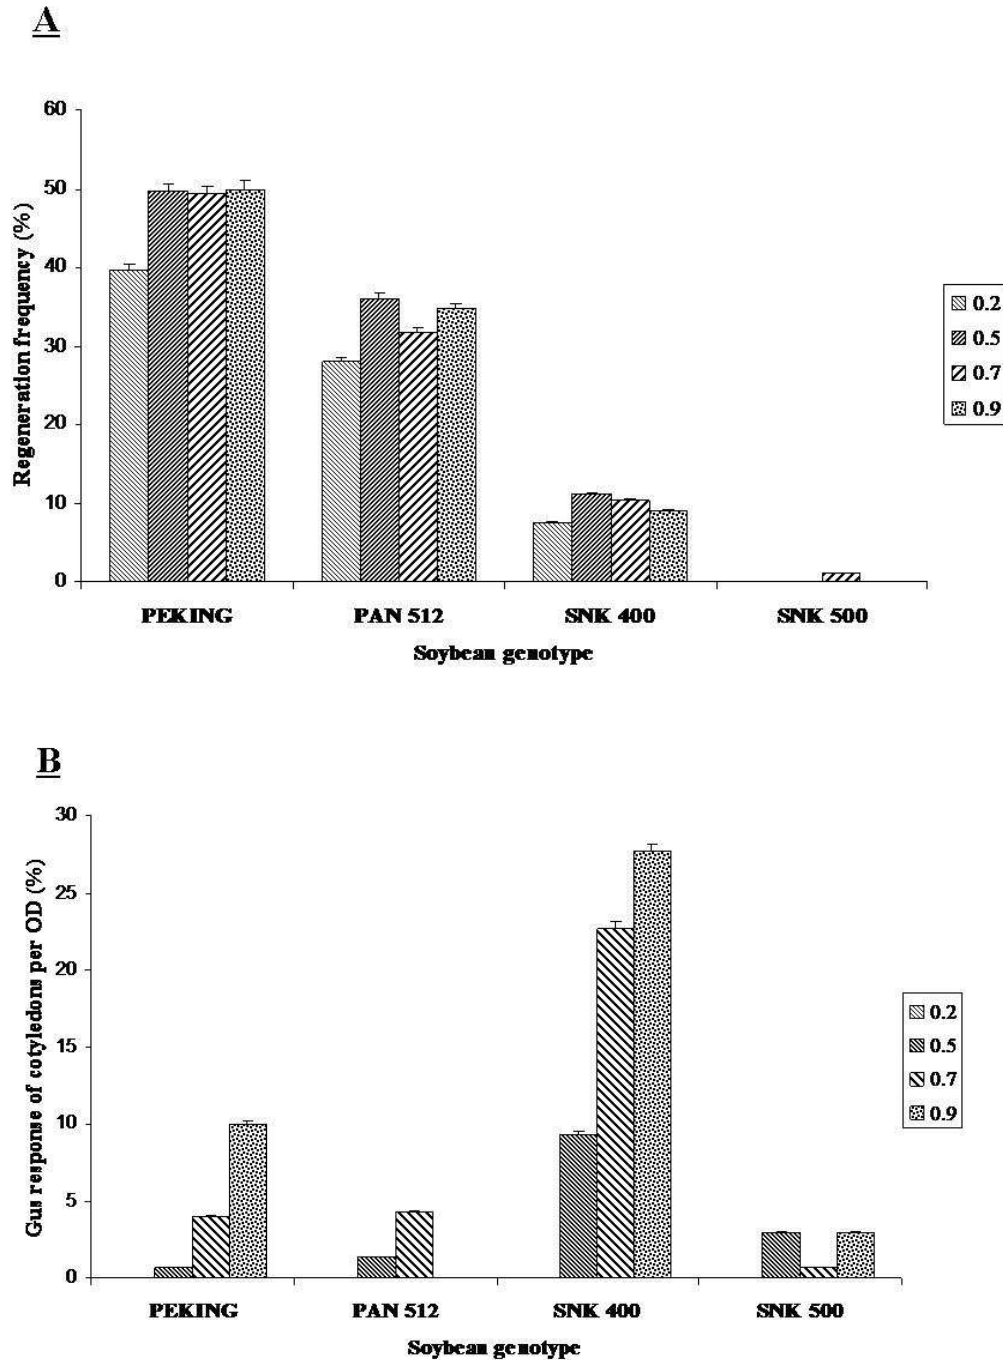 A
60
50
40
30
20
10
0
Regeneration frequency (%)
PEKING PAN 512 SNK 400 SNK 500
Soybean genotype
0.2
0.5
0.7
0.9
B
30
25
20
15
10
5
0
Gus response of cotyledons per OD (%)
PEKING PAN 512 SNK 400 SNK 500
Soybean genotype
0.2
0.5
0.7
0.9